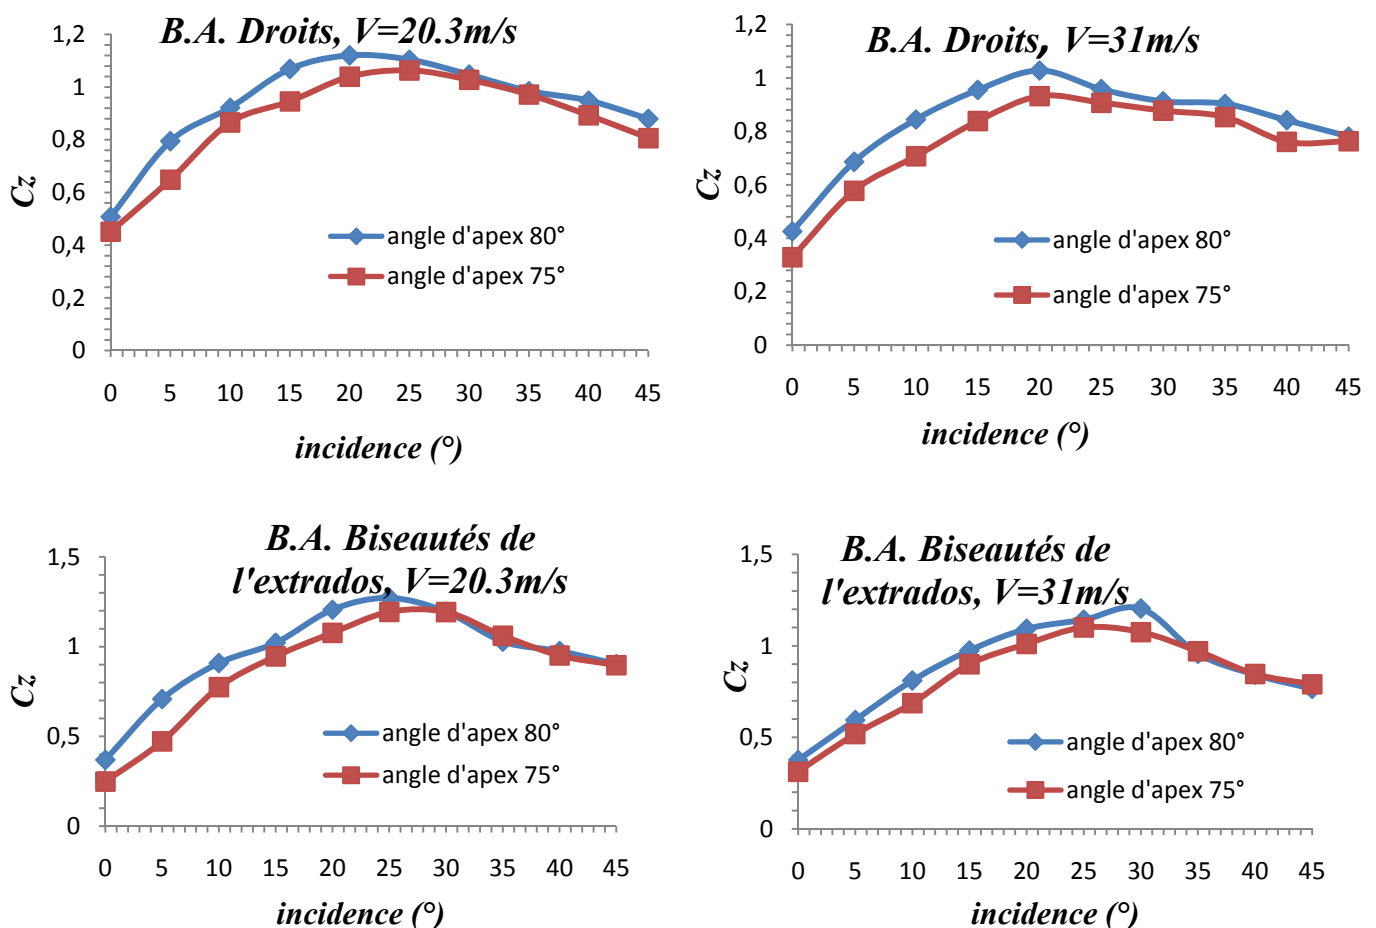 B.A. Droits, V=20.3m/s
1,2
1
0,8
0,6
0,4
0,2
0
Cz
angle d'apex 80°
angle d'apex 75°
0 5 10 15 20 25 30 35 40 45
incidence (°)
B.A. Droits, V=31m/s
1,2
1
0,8
0,6
0,4
0,2
0
Cz
angle d'apex 80°
angle d'apex 75°
0 5 10 15 20 25 30 35 40 45
incidence (°)
B.A. Biseautés de
l'extrados, V=20.3m/s
1,5
1
0,5
0
Cz
angle d'apex 80°
angle d'apex 75°
0 5 10 15 20 25 30 35 40 45
incidence (°)
B.A. Biseautés de
l'extrados, V=31m/s
1,5
1
0,5
0
Cz
angle d'apex 80°
angle d'apex 75°
0 5 10 15 20 25 30 35 40 45
incidence (°)